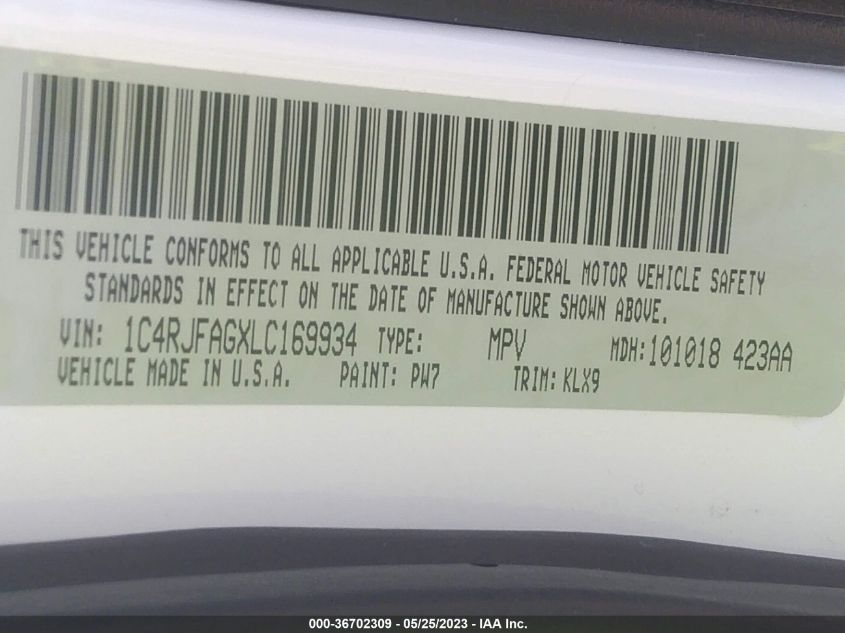 THIS VEHICLE CONFORMS TO ALL APPLICABLE U.S.A. FEDERAL MOTOR VEHICLE SAFETY
STANDARDS IN EFFECT ON THE DATE OF MANUFACTURE SHOWN ABOVE.
VIN: 1C4RJFAGXLC169934 TYPE: MPV MDH:101018 423AA
VEHICLE MADE IN U.S.A. PAINT: PW7 TRIM: KLX9
000-36702309 - 05/25/2023 - IAA Inc.